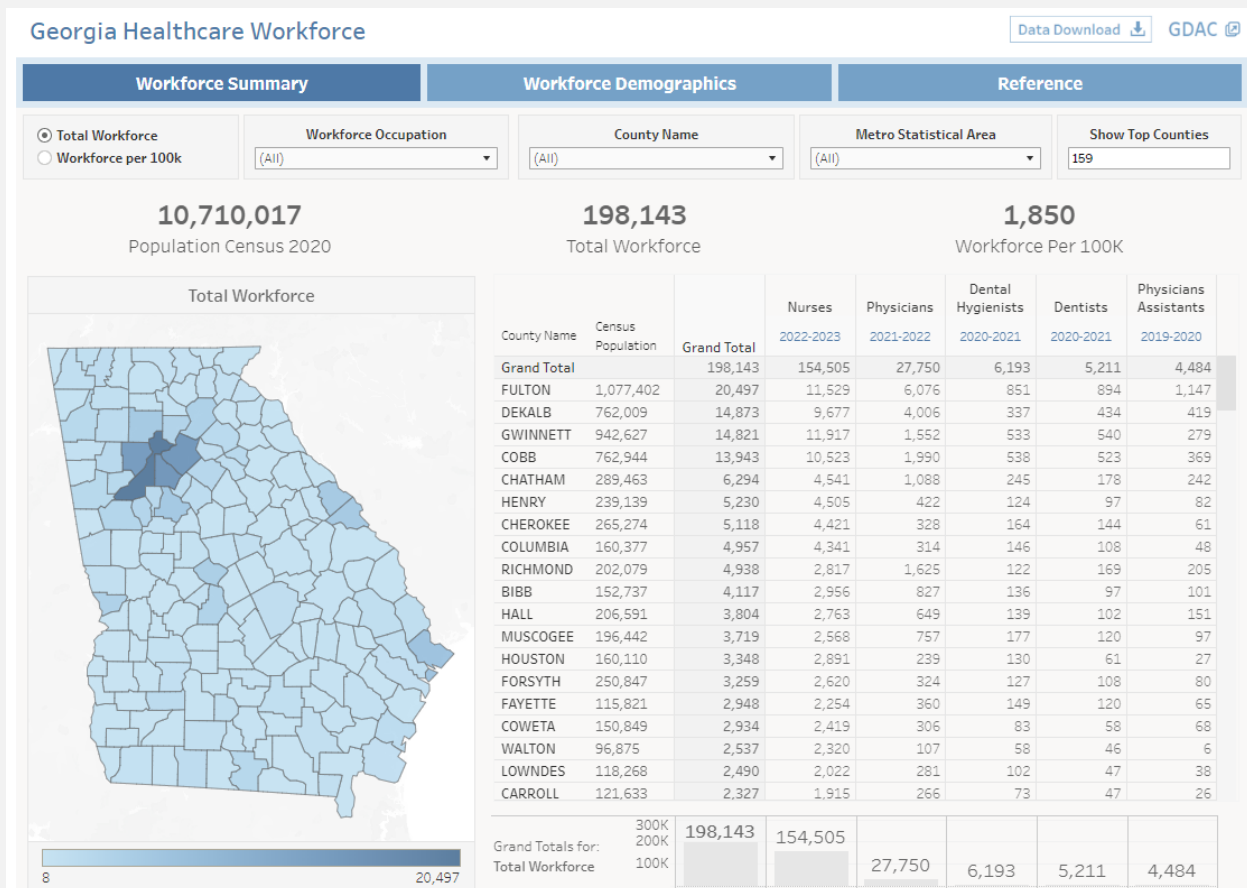 Georgia Healthcare Workforce
Data Download
GDAC
Workforce Summary
Workforce Demographics
Reference
Total Workforce
Workforce per 100k
Workforce Occupation
(All)
County Name
(All)
Metro Statistical Area
(All)
Show Top Counties
159
10,710,017
Population Census 2020
198,143
Total Workforce
1,850
Workforce Per 100K
Total Workforce
8
20,497
County Name Census Population Grand Total Nurses Physicians Dental Hygienists Dentists Physicians Assistants
2022-2023 2021-2022 2020-2021 2020-2021 2019-2020
Grand Total 198,143 154,505 27,750 6,193 5,211 4,484
FULTON 1,077,402 20,497 11,529 6,076 851 894 1,147
DEKALB 762,009 14,873 9,677 4,006 337 434 419
GWINNETT 942,627 14,821 11,917 1,552 533 540 279
COBB 762,944 13,943 10,523 1,990 538 523 369
CHATHAM 289,463 6,294 4,541 1,088 245 178 242
HENRY 239,139 5,230 4,505 422 124 97 82
CHEROKEE 265,274 5,118 4,421 328 164 144 61
COLUMBIA 160,377 4,957 4,341 314 146 108 48
RICHMOND 202,079 4,938 2,817 1,625 122 169 205
BIBB 152,737 4,117 2,956 827 136 97 101
HALL 206,591 3,804 2,763 649 139 102 151
MUSCOGEE 196,442 3,719 2,568 757 177 120 97
HOUSTON 160,110 3,348 2,891 239 130 61 27
FORSYTH 250,847 3,259 2,620 324 127 108 80
FAYETTE 115,821 2,948 2,254 360 149 120 65
COWETA 150,849 2,934 2,419 306 83 58 68
WALTON 96,875 2,537 2,320 107 58 46 6
LOWNDES 118,268 2,490 2,022 281 102 47 38
CARROLL 121,633 2,327 1,915 266 73 47 26
Grand Totals for:
Total Workforce
300K
200K
100K
198,143 154,505 27,750 6,193 5,211 4,484